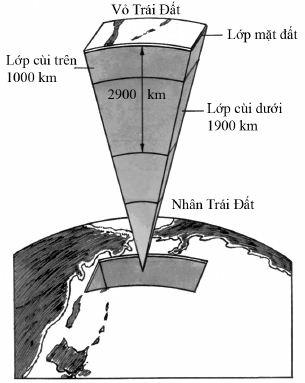 Vỏ Trái Đất
Lớp mặt đất
Lớp cùi trên
1000 km
2900 km
Lớp cùi dưới
1900 km
Nhân Trái Đất